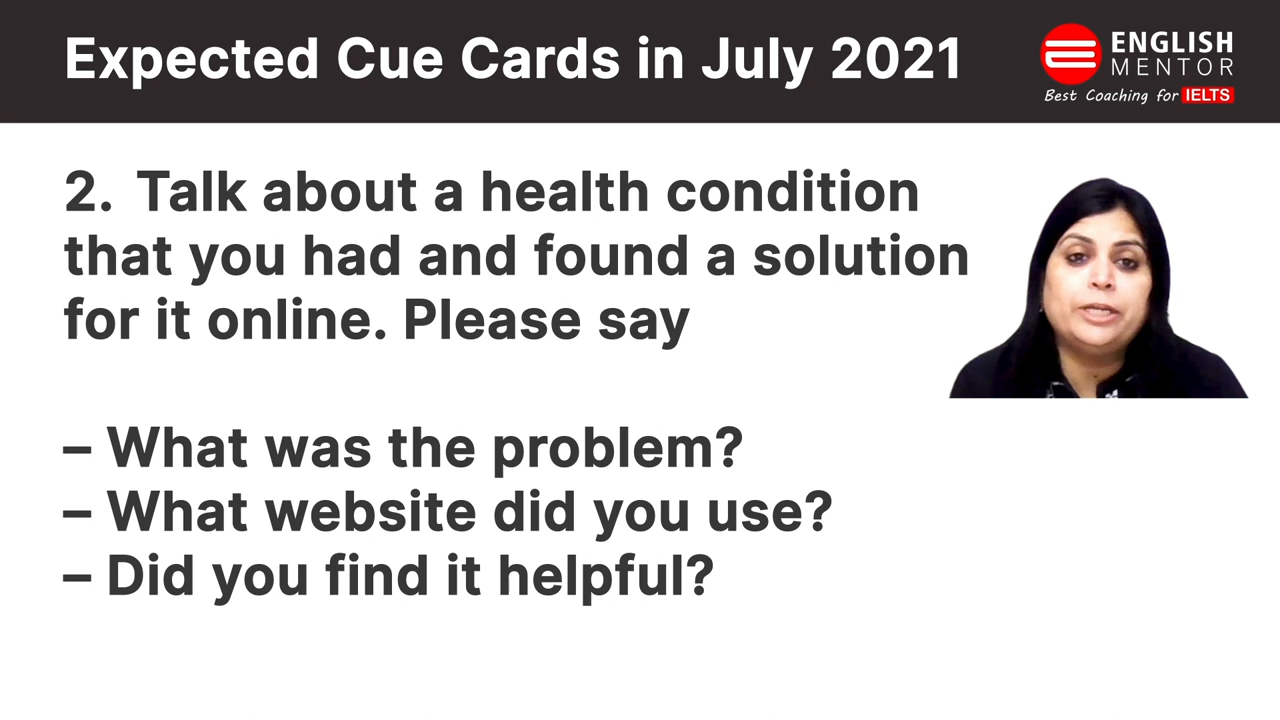 Expected Cue Cards in July 2021
ENGLISH
MENTOR
Best Coaching for IELTS
2. Talk about a health condition
that you had and found a solution
for it online. Please say
– What was the problem?
– What website did you use?
– Did you find it helpful?